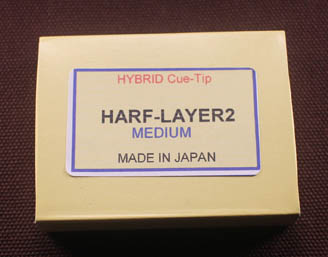 HYBRID Cue-Tip
HARF-LAYER2
MEDIUM
MADE IN JAPAN